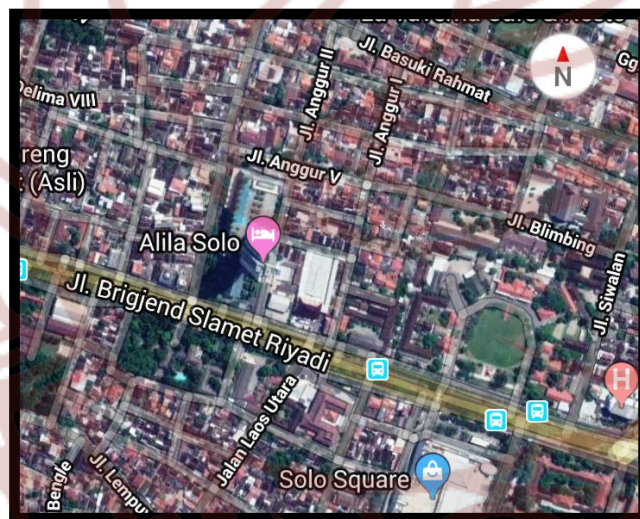 N
Jl. Basuki Rahmat
Gg
Jl. Anggur II
Jl. Anggur I
Delima VIII
Jl. Anggur V
reng
t (Asli)
Jl. Blimbing
Alila Solo
Jl. Siwalan
Jl. Brigjend Slamet Riyadi
H
Jalan Laos Utara
Solo Square
Jl. Lempu
Bengle